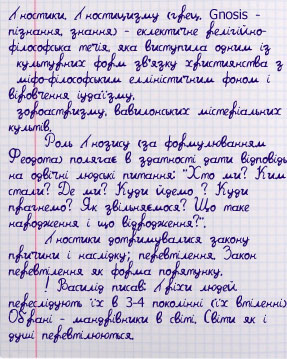 Гностики. Гностицизму (грец. Gnosis -
пізнання, знання) - еклектичне релігійно-
філософська течія, яка виступила одним із
культурних форм зв'язку християнства з
міфо-філософським елліністичним фоном і
віровчення іудаїзму,
зороастризму, вавилонських містеріальних
культів.
Роль Гнозису (за формулюванням
Феодота) полягає в здатності дати відповідь
на одвічні людські питання: "Хто ми? Ким
стали? Де ми? Куди йдемо ? Куди
прагнемо? Як звільняємося? Що таке
народження і що відродження?".
Гностики дотримувалися закону
причини і наслідку; перевтілення. Закон
перевтілення як форма порятунку.
! Василід писав: Гріхи людей
переслідують їх в 3-4 поколінні (їх втіленні)
Обрані - мандрівники в світі. Світи як і
душі перевтілюються.